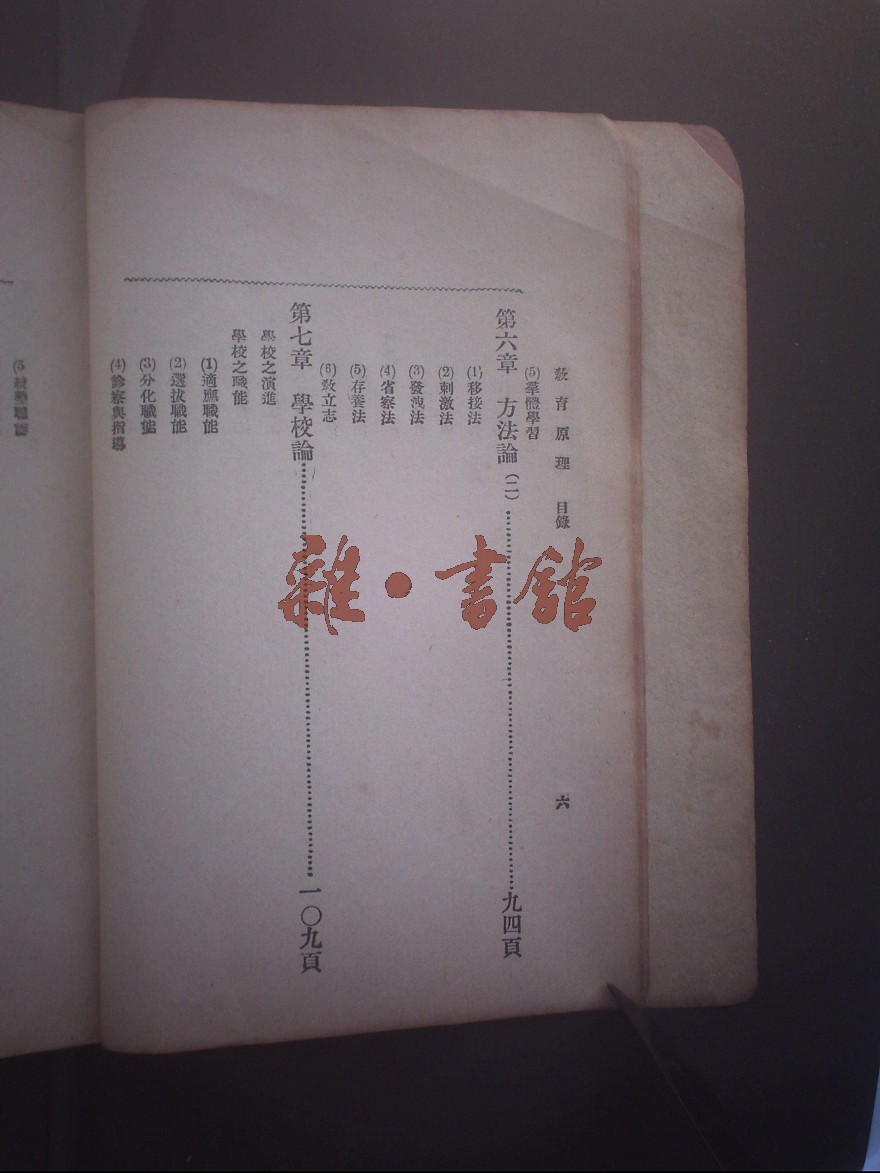 教育原理 目錄 六
(5)羣體學習
第六章 方法論(二)……九四頁
(1)移接法
(2)刺激法
(3)發洩法
(4)省察法
(5)存養法
(6)教立志
第七章 學校論……一〇九頁
學校之演進
學校之職能
(1)適應職能
(2)選拔職能
(3)分化職能
(4)診察與指導
雜·書館